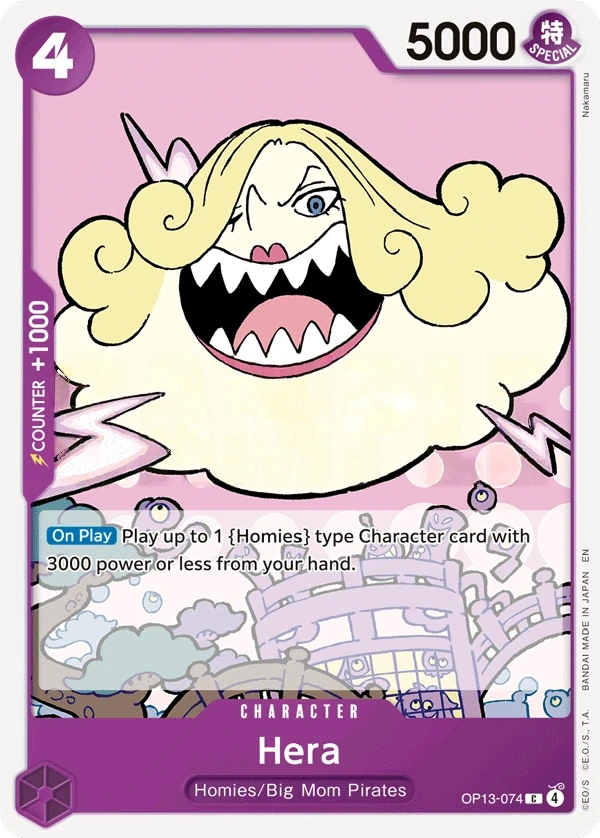 4
5000
特
SPECIAL
Nakamaru
COUNTER +1000
On Play Play up to 1 {Homies} type Character card with
3000 power or less from your hand.
CHARACTER
Hera
Homies/Big Mom Pirates
OP13-074 C 4
©EO/S ©E.O./S., T.A. BANDAI MADE IN JAPAN EN